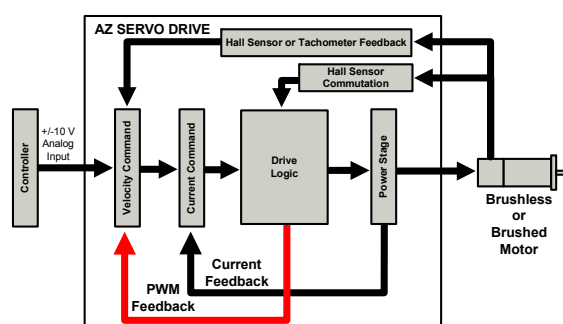 AZ SERVO DRIVE
Hall Sensor or Tachometer Feedback
Hall Sensor
Commutation
+/-10 V
Analog
Input
Controller
Velocity Command
Current Command
Drive
Logic
Power Stage
Brushless
or
Brushed
Motor
Current
Feedback
PWM
Feedback